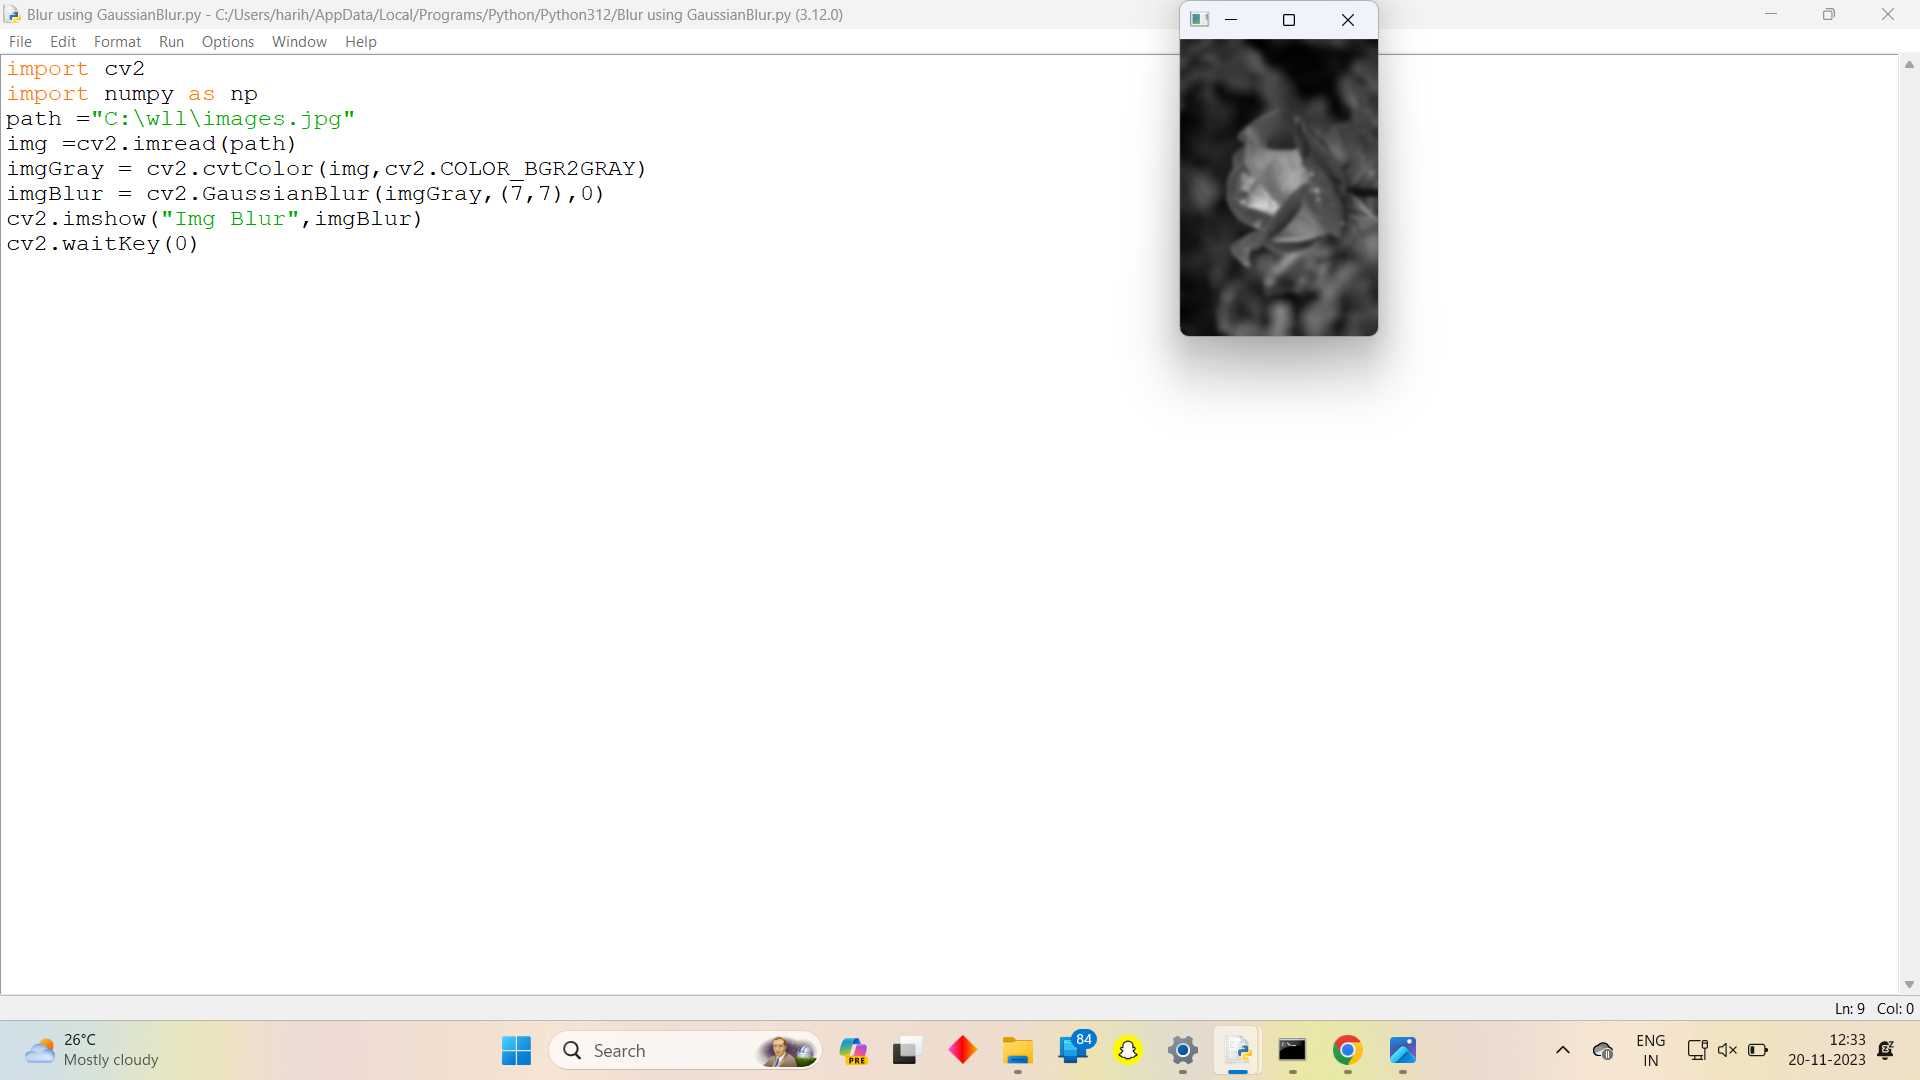 Blur using GaussianBlur.py - C:/Users/harih/AppData/Local/Programs/Python/Python312/Blur using GaussianBlur.py (3.12.0)
File Edit Format Run Options Window Help
import cv2
import numpy as np
path ="C:\wll\images.jpg"
img =cv2.imread(path)
imgGray = cv2.cvtColor(img,cv2.COLOR_BGR2GRAY)
imgBlur = cv2.GaussianBlur(imgGray,(7,7),0)
cv2.imshow("Img Blur",imgBlur)
cv2.waitKey(0)
Ln: 9 Col: 0
26°C
Mostly cloudy
Search
PRE
84
ENG
IN
12:33
20-11-2023